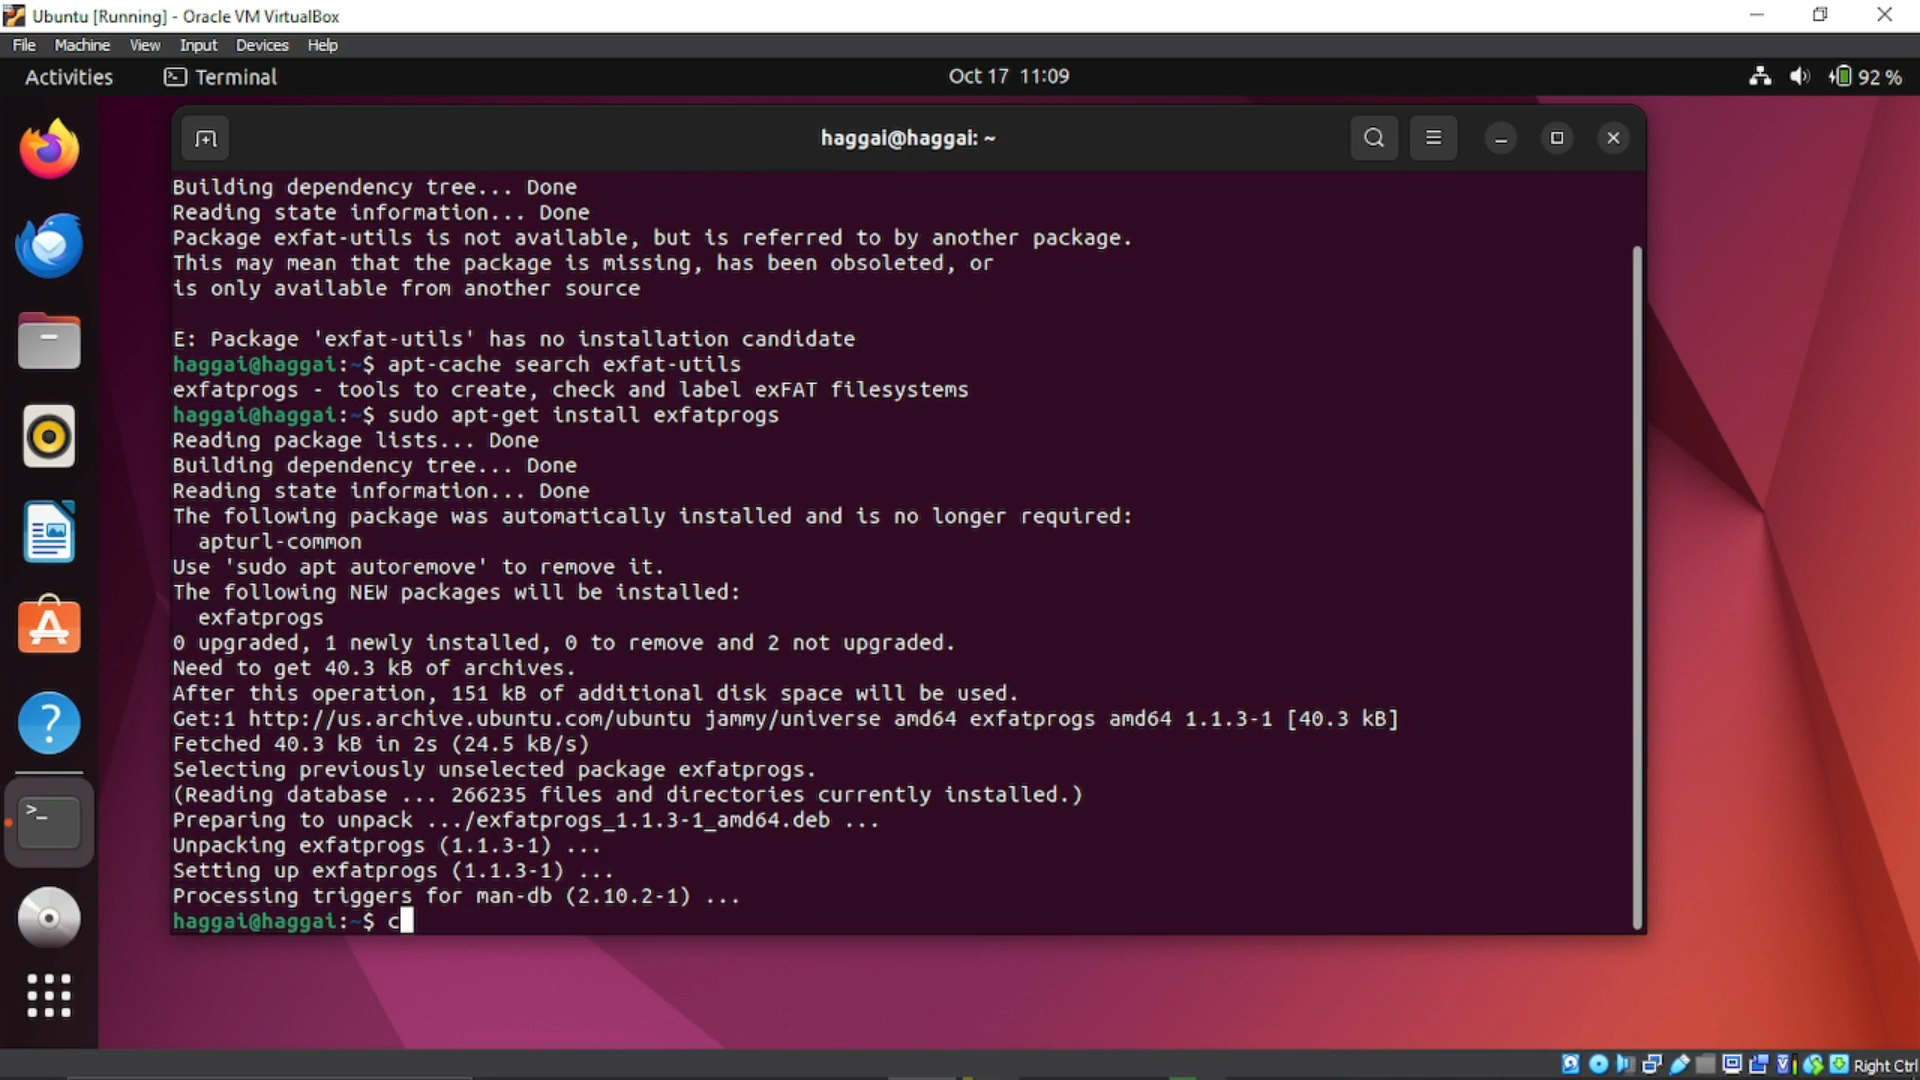 Ubuntu [Running] - Oracle VM VirtualBox
File Machine View Input Devices Help
Activities Terminal Oct 17 11:09 92 %
haggai@haggai: ~
Building dependency tree... Done
Reading state information... Done
Package exfat-utils is not available, but is referred to by another package.
This may mean that the package is missing, has been obsoleted, or
is only available from another source
E: Package 'exfat-utils' has no installation candidate
haggai@haggai:~$ apt-cache search exfat-utils
exfatprogs - tools to create, check and label exFAT filesystems
haggai@haggai:~$ sudo apt-get install exfatprogs
Reading package lists... Done
Building dependency tree... Done
Reading state information... Done
The following package was automatically installed and is no longer required:
  apturl-common
Use 'sudo apt autoremove' to remove it.
The following NEW packages will be installed:
  exfatprogs
0 upgraded, 1 newly installed, 0 to remove and 2 not upgraded.
Need to get 40.3 kB of archives.
After this operation, 151 kB of additional disk space will be used.
Get:1 http://us.archive.ubuntu.com/ubuntu jammy/universe amd64 exfatprogs amd64 1.1.3-1 [40.3 kB]
Fetched 40.3 kB in 2s (24.5 kB/s)
Selecting previously unselected package exfatprogs.
(Reading database ... 266235 files and directories currently installed.)
Preparing to unpack .../exfatprogs_1.1.3-1_amd64.deb ...
Unpacking exfatprogs (1.1.3-1) ...
Setting up exfatprogs (1.1.3-1) ...
Processing triggers for man-db (2.10.2-1) ...
haggai@haggai:~$ c
Right Ctrl